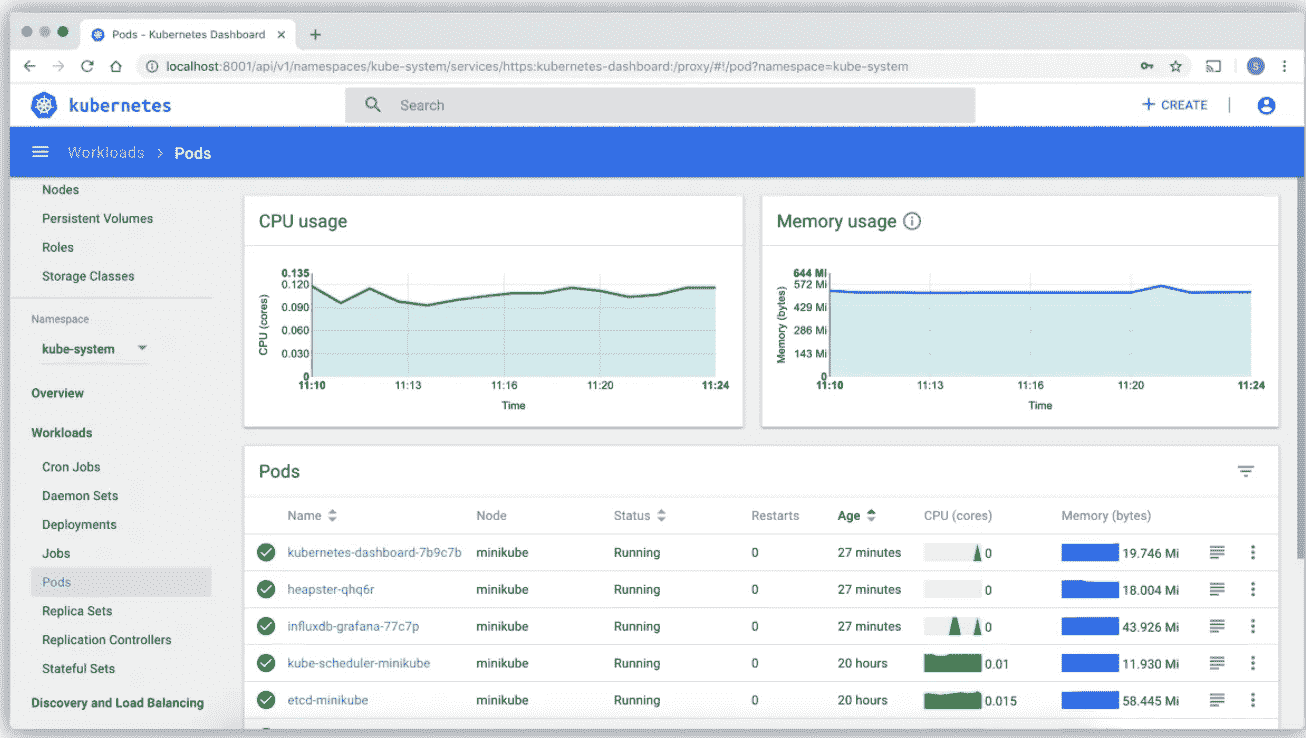 Pods - Kubernetes Dashboard
localhost:8001/api/v1/namespaces/kube-system/services/https:kubernetes-dashboard:/proxy/#!/pod?namespace=kube-system
S
kubernetes
Search
+ CREATE
Workloads > Pods
Nodes
Persistent Volumes
Roles
Storage Classes
Namespace
kube-system
Overview
Workloads
Cron Jobs
Daemon Sets
Deployments
Jobs
Pods
Replica Sets
Replication Controllers
Stateful Sets
Discovery and Load Balancing
CPU usage
CPU (cores)
0.135
0.120
0.090
0.060
0.030
0
11:10 11:13 11:16 11:20 11:24
Time
Memory usage
Memory (bytes)
644 Mi
572 Mi
429 Mi
286 Mi
143 Mi
0
11:10 11:13 11:16 11:20 11:24
Time
Pods
Name Node Status Restarts Age CPU (cores) Memory (bytes)
kubernetes-dashboard-7b9c7b minikube Running 0 27 minutes 0 19.746 Mi
heapster-qhq6r minikube Running 0 27 minutes 0 18.004 Mi
influxdb-grafana-77c7p minikube Running 0 27 minutes 0 43.926 Mi
kube-scheduler-minikube minikube Running 0 20 hours 0.01 11.930 Mi
etcd-minikube minikube Running 0 20 hours 0.015 58.445 Mi